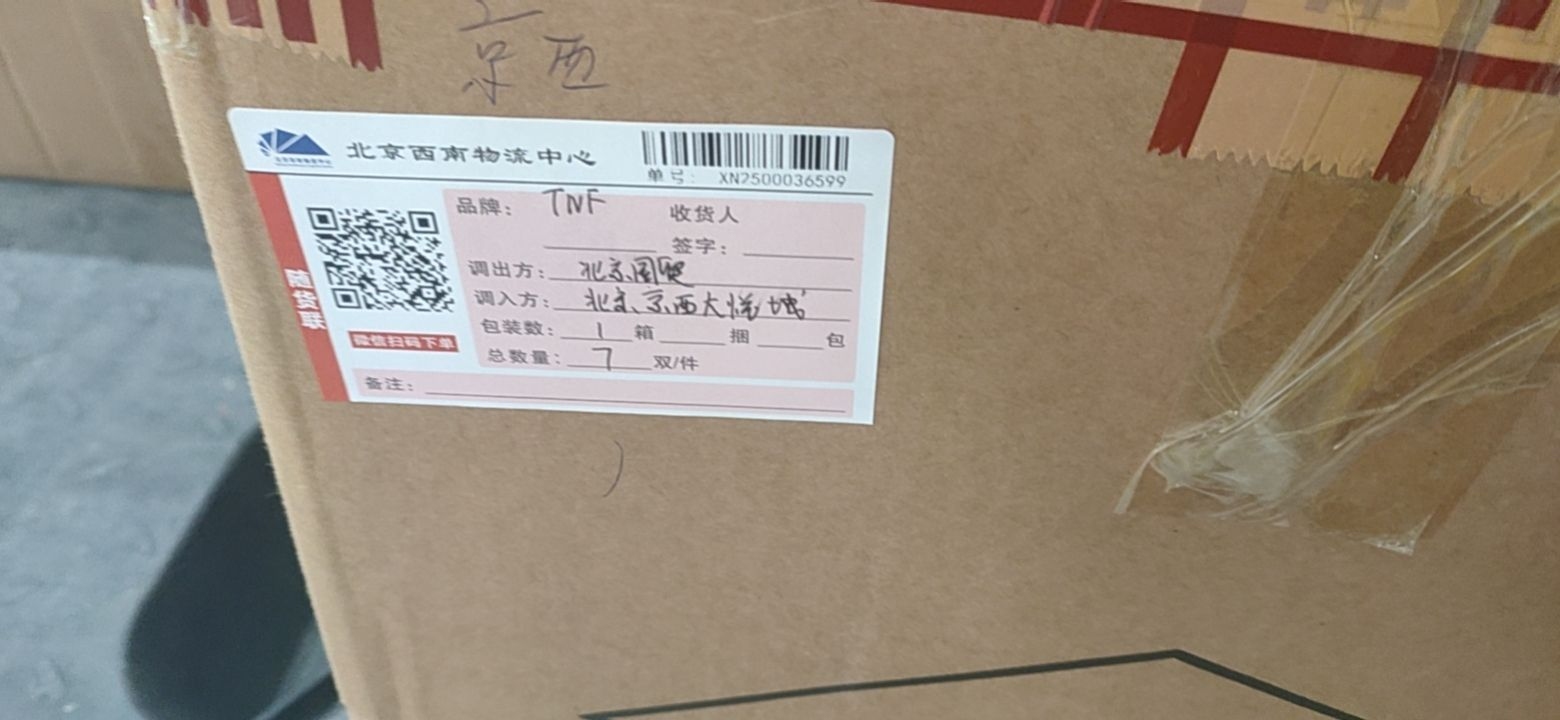 京西
北京西南物流中心
单号: XN2500036599
品牌: TNF 收货人
签字:
调出方: 北京国贸
调入方: 北京京西大悦城
包装数: 1 箱 捆 包
总数量: 7 双/件
备注:
随货联
微信扫码下单